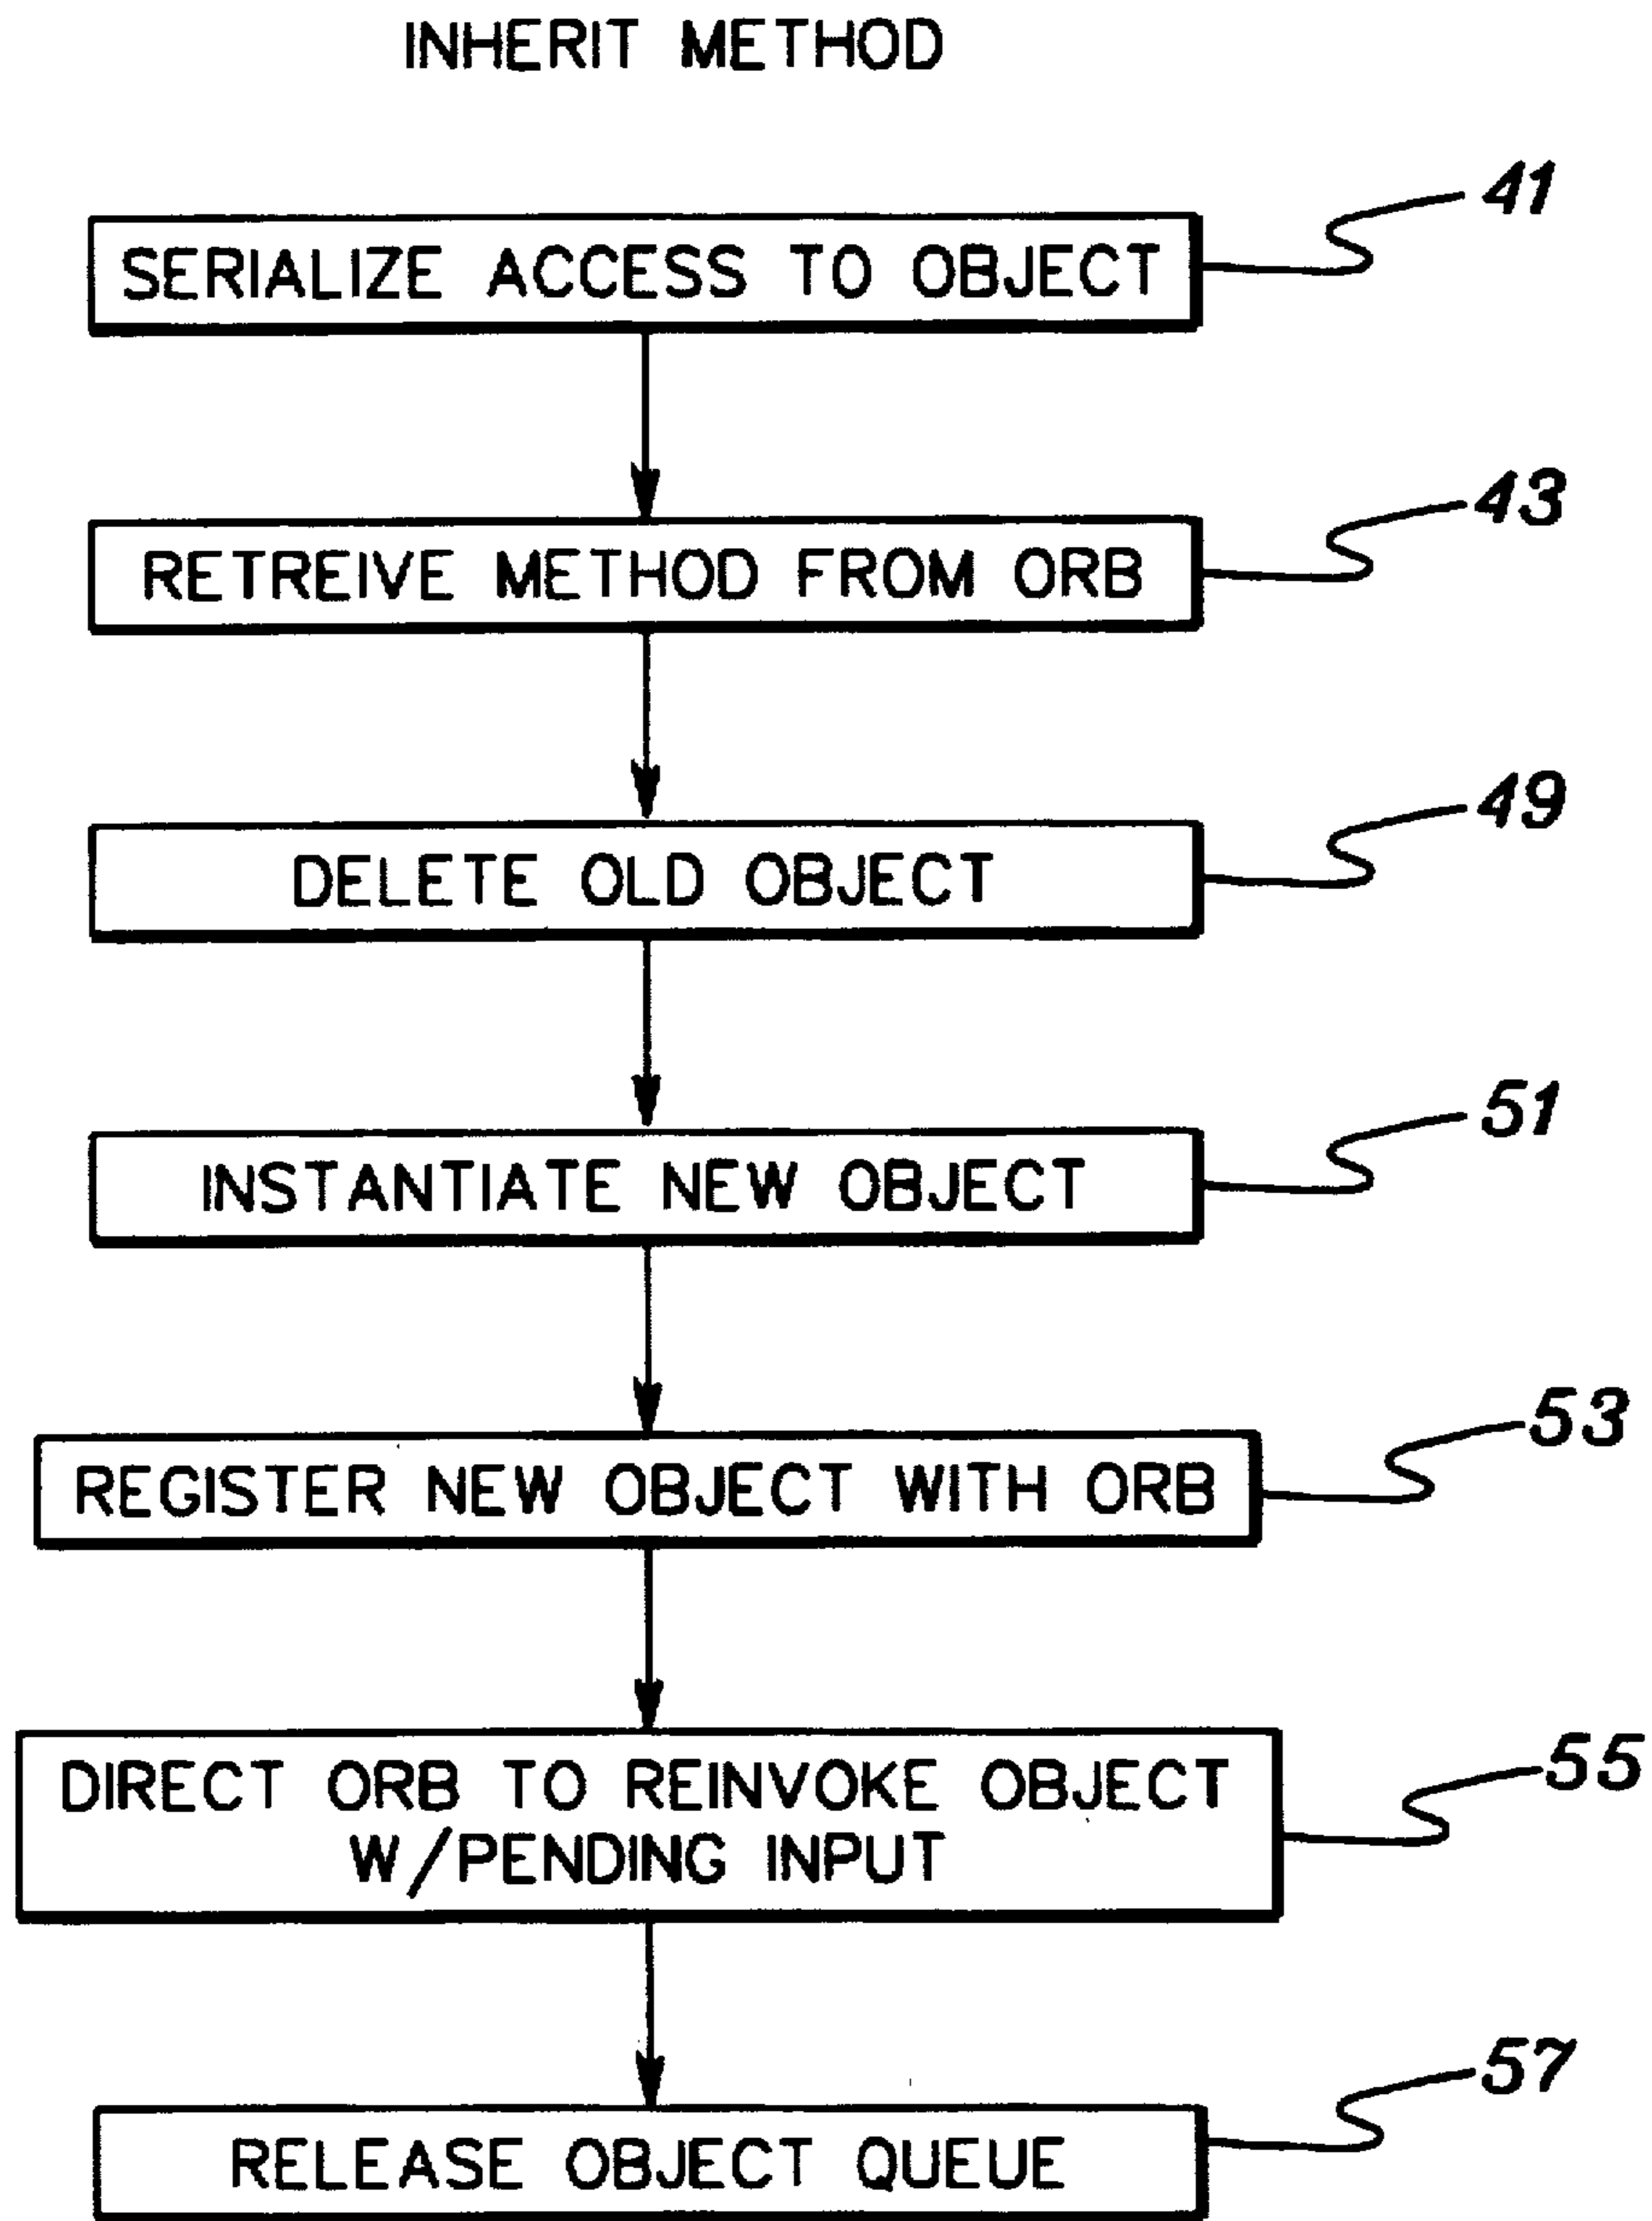 INHERIT METHOD
41
SERIALIZE ACCESS TO OBJECT
43
RETREIVE METHOD FROM ORB
49
DELETE OLD OBJECT
51
INSTANTIATE NEW OBJECT
53
REGISTER NEW OBJECT WITH ORB
55
DIRECT ORB TO REINVOKE OBJECT
W/PENDING INPUT
57
RELEASE OBJECT QUEUE